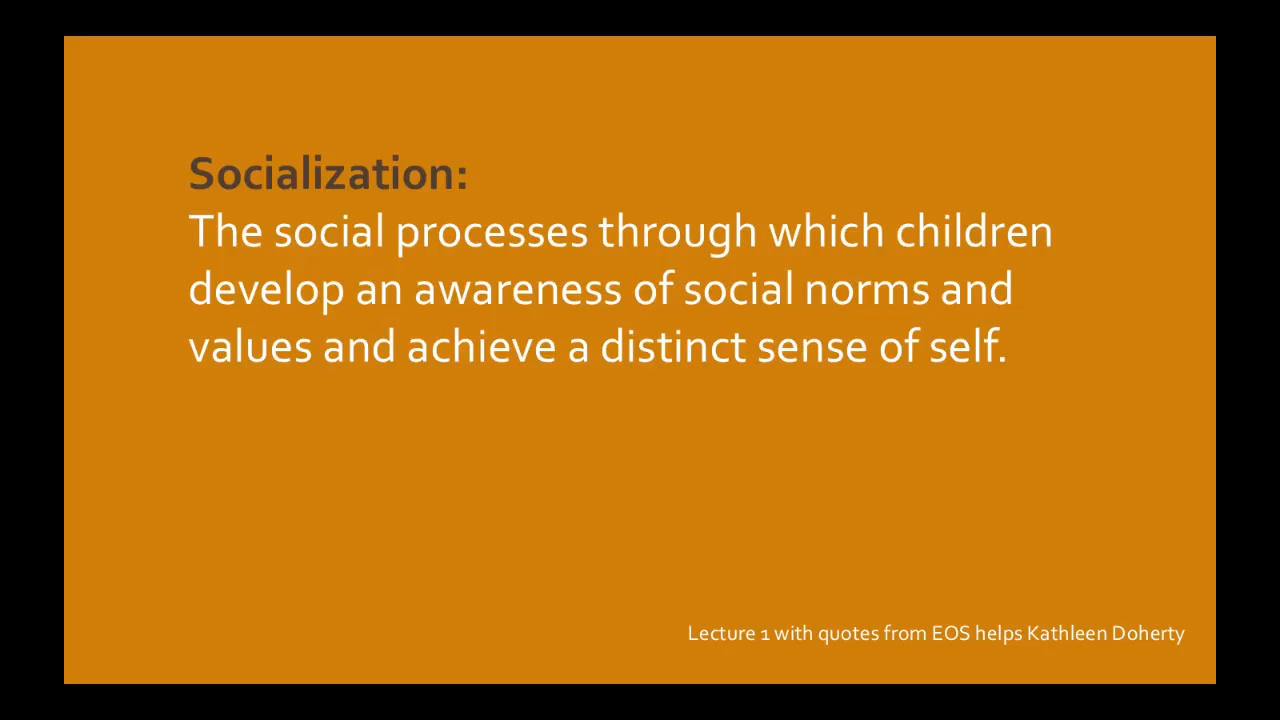 Socialization:
The social processes through which children
develop an awareness of social norms and
values and achieve a distinct sense of self.
Lecture 1 with quotes from EOS helps Kathleen Doherty